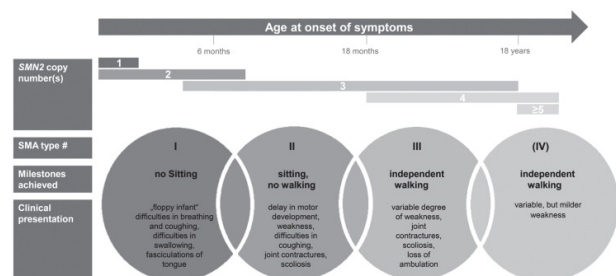 Age at onset of symptoms
6 months
18 months
18 years
SMN2 copy
number(s)
1
2
3
4
≥5
SMA type #
I
II
III
(IV)
Milestones
achieved
no Sitting
sitting,
no walking
independent
walking
independent
walking
Clinical
presentation
„floppy infant“
difficulties in breathing
and coughing,
difficulties in
swallowing,
fasciculations of
tongue
delay in motor
development,
weakness,
difficulties in
coughing,
joint contractures,
scoliosis
variable degree
of weakness,
joint
contractures,
scoliosis,
loss of
ambulation
variable, but milder
weakness